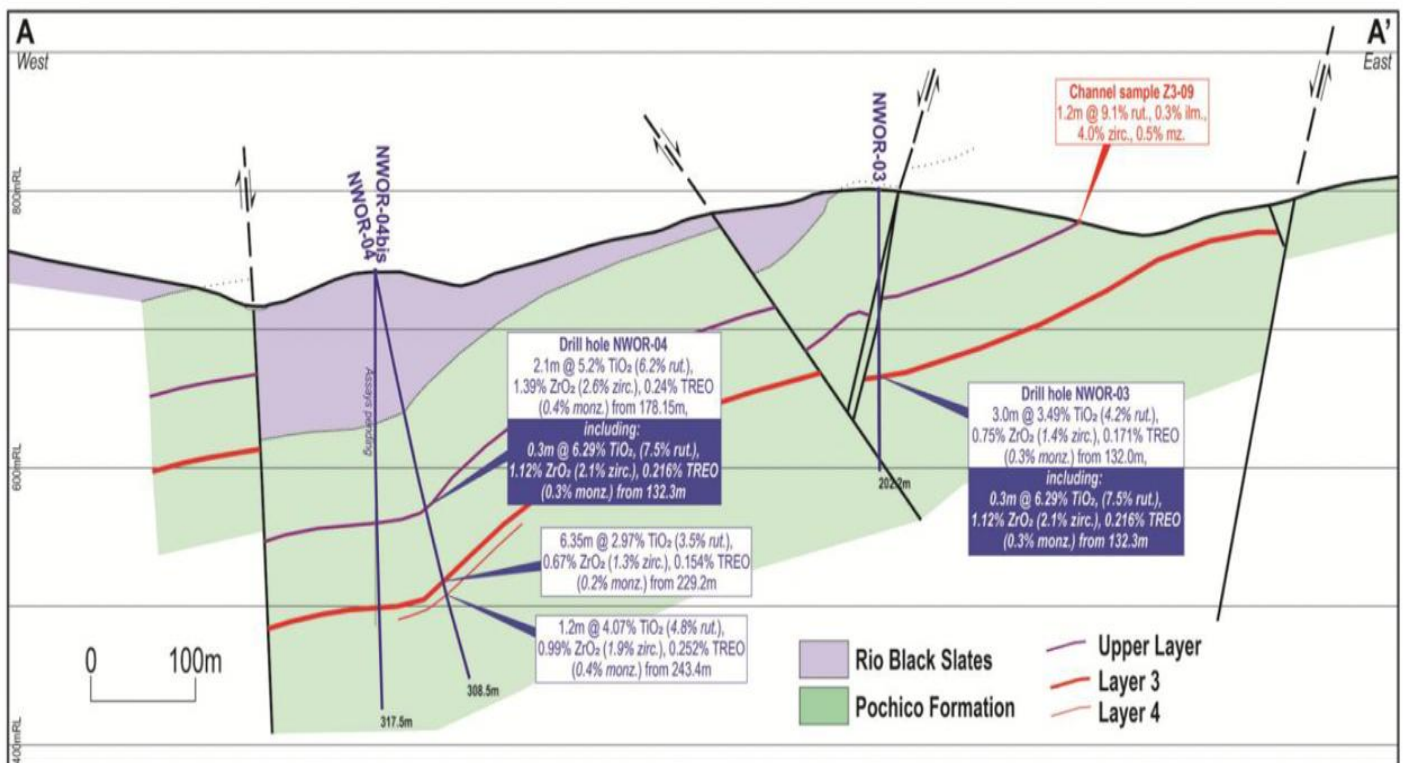 A
West
A'
East
800mRL
600mRL
400mRL
NWOR-04
NWOR-04bis
NWOR-03
Assays pending
Channel sample Z3-09
1.2m @ 9.1% rut., 0.3% ilm.,
4.0% zirc., 0.5% mz.
Drill hole NWOR-04
2.1m @ 5.2% TiO₂ (6.2% rut.),
1.39% ZrO₂ (2.6% zirc.), 0.24% TREO
(0.4% monz.) from 178.15m,
including:
0.3m @ 6.29% TiO₂, (7.5% rut.),
1.12% ZrO₂ (2.1% zirc.), 0.216% TREO
(0.3% monz.) from 132.3m
6.35m @ 2.97% TiO₂ (3.5% rut.),
0.67% ZrO₂ (1.3% zirc.), 0.154% TREO
(0.2% monz.) from 229.2m
1.2m @ 4.07% TiO₂ (4.8% rut.),
0.99% ZrO₂ (1.9% zirc.), 0.252% TREO
(0.4% monz.) from 243.4m
Drill hole NWOR-03
3.0m @ 3.49% TiO₂ (4.2% rut.),
0.75% ZrO₂ (1.4% zirc.), 0.171% TREO
(0.3% monz.) from 132.0m,
including:
0.3m @ 6.29% TiO₂, (7.5% rut.),
1.12% ZrO₂ (2.1% zirc.), 0.216% TREO
(0.3% monz.) from 132.3m
202.2m
308.5m
317.5m
0 100m
Rio Black Slates
Pochico Formation
Upper Layer
Layer 3
Layer 4